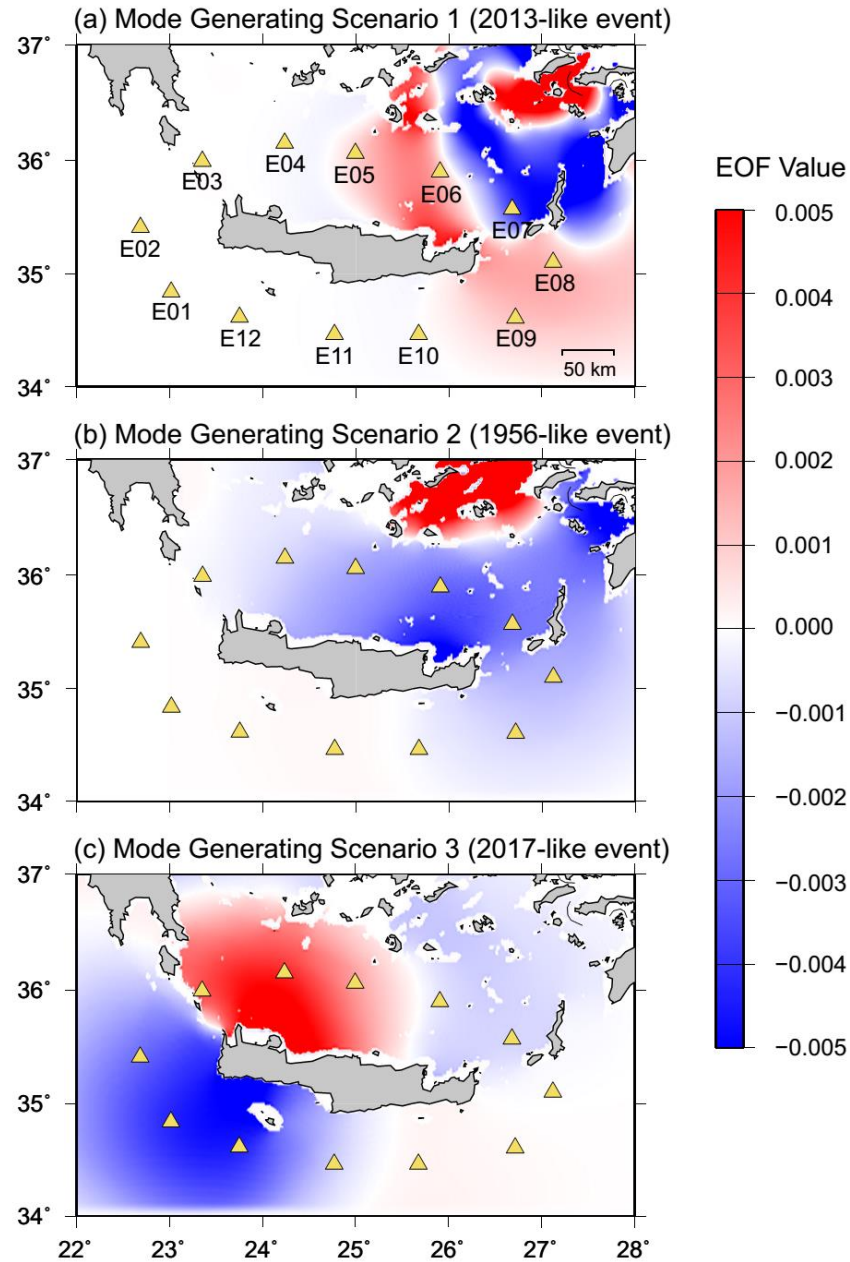 (a) Mode Generating Scenario 1 (2013-like event)
37°
36°
35°
34°
E03
E04
E05
E06
E07
E02
E01
E12
E11
E10
E09
E08
50 km
(b) Mode Generating Scenario 2 (1956-like event)
37°
36°
35°
34°
(c) Mode Generating Scenario 3 (2017-like event)
37°
36°
35°
34°
22° 23° 24° 25° 26° 27° 28°
EOF Value
0.005
0.004
0.003
0.002
0.001
0.000
−0.001
−0.002
−0.003
−0.004
−0.005